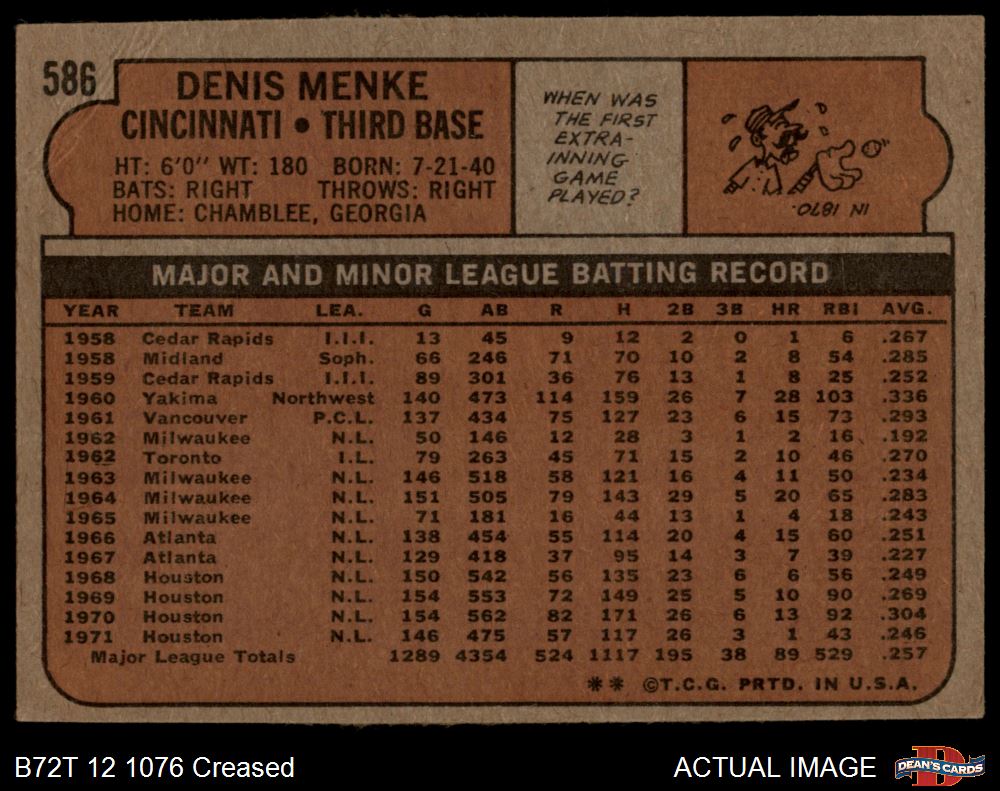 586
DENIS MENKE
CINCINNATI • THIRD BASE
HT: 6'0" WT: 180 BORN: 7-21-40
BATS: RIGHT THROWS: RIGHT
HOME: CHAMBLEE, GEORGIA
WHEN WAS
THE FIRST
EXTRA-
INNING
GAME
PLAYED?
IN 1870.
MAJOR AND MINOR LEAGUE BATTING RECORD
YEAR TEAM LEA. G AB R H 2B 3B HR RBI AVG.
1958 Cedar Rapids I.I.I. 13 45 9 12 2 0 1 6 .267
1958 Midland Soph. 66 246 71 70 10 2 8 54 .285
1959 Cedar Rapids I.I.I. 89 301 36 76 13 1 8 25 .252
1960 Yakima Northwest 140 473 114 159 26 7 28 103 .336
1961 Vancouver P.C.L. 137 434 75 127 23 6 15 73 .293
1962 Milwaukee N.L. 50 146 12 28 3 1 2 16 .192
1962 Toronto I.L. 79 263 45 71 15 2 10 46 .270
1963 Milwaukee N.L. 146 518 58 121 16 4 11 50 .234
1964 Milwaukee N.L. 151 505 79 143 29 5 20 65 .283
1965 Milwaukee N.L. 71 181 16 44 13 1 4 18 .243
1966 Atlanta N.L. 138 454 55 114 20 4 15 60 .251
1967 Atlanta N.L. 129 418 37 95 14 3 7 39 .227
1968 Houston N.L. 150 542 56 135 23 6 6 56 .249
1969 Houston N.L. 154 553 72 149 25 5 10 90 .269
1970 Houston N.L. 154 562 82 171 26 6 13 92 .304
1971 Houston N.L. 146 475 57 117 26 3 1 43 .246
Major League Totals 1289 4354 524 1117 195 38 89 529 .257
** ©T.C.G. PRTD. IN U.S.A.
B72T 12 1076 Creased
ACTUAL IMAGE
DEAN'S CARDS